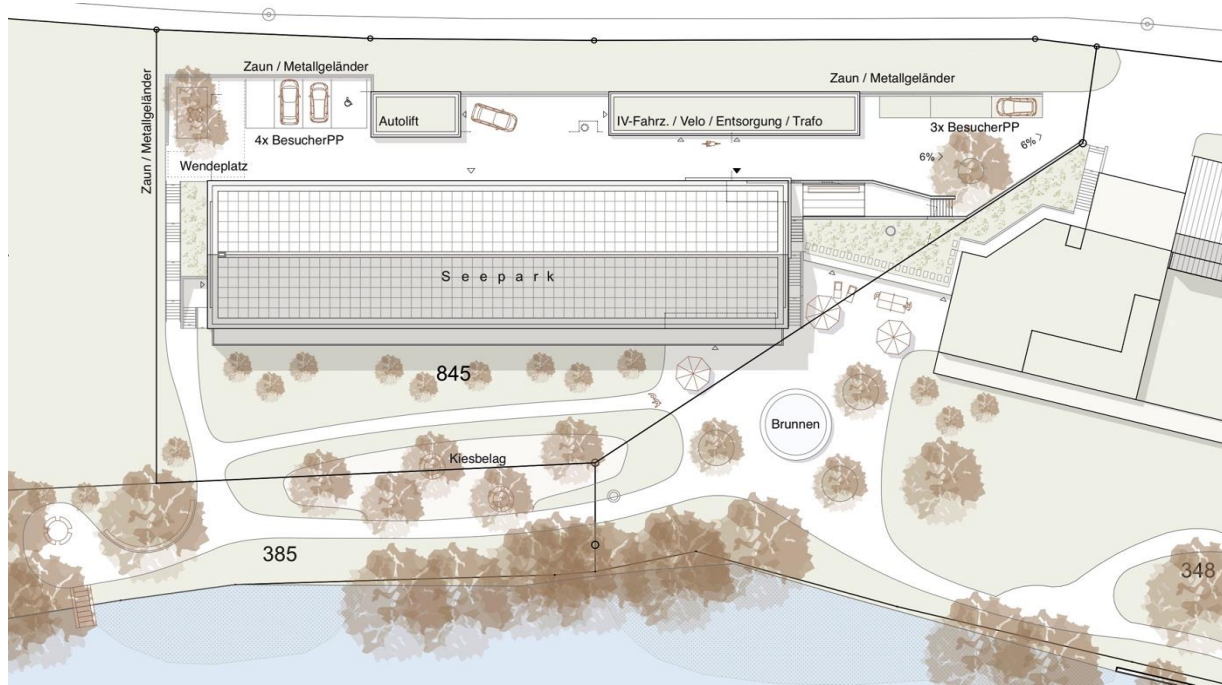 Zaun / Metallgeländer
Zaun / Metallgeländer
Zaun / Metallgeländer
Autolift
IV-Fahrz. / Velo / Entsorgung / Trafo
4x BesucherPP
3x BesucherPP
6%
6%
Wendeplatz
Seepark
845
Brunnen
Kiesbelag
385
348